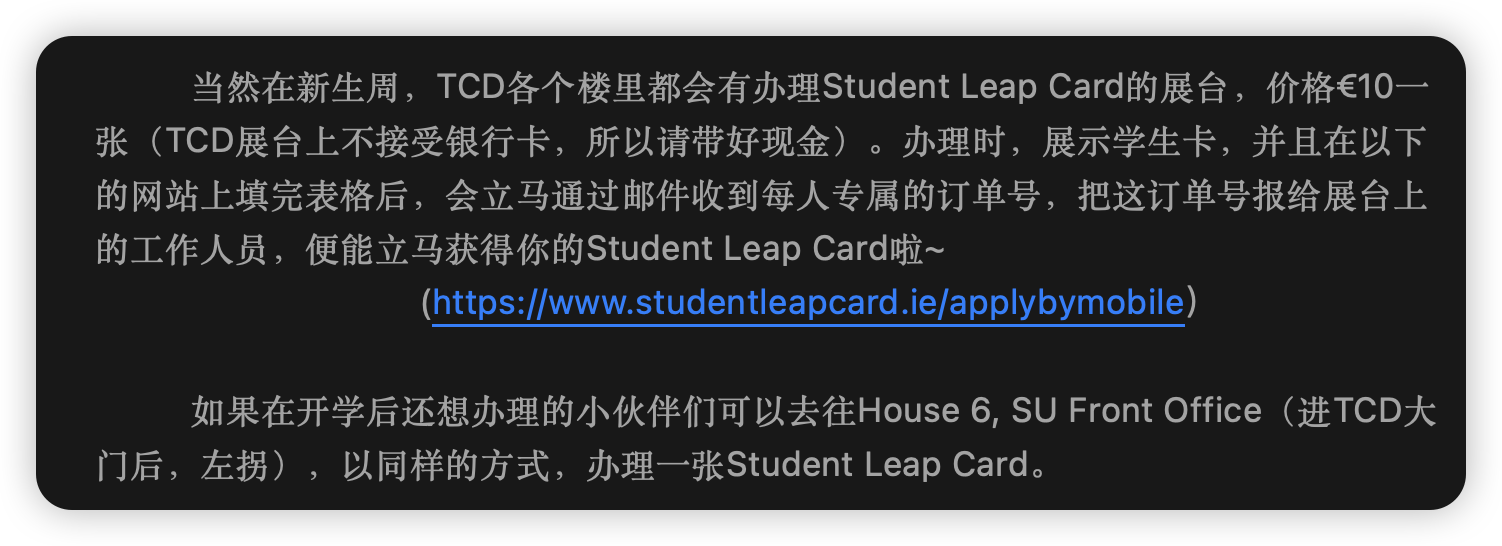 当然在新生周，TCD各个楼里都会有办理Student Leap Card的展台，价格€10一
张（TCD展台上不接受银行卡，所以请带好现金）。办理时，展示学生卡，并且在以下
的网站上填完表格后，会立马通过邮件收到每人专属的订单号，把这订单号报给展台上
的工作人员，便能立马获得你的Student Leap Card啦~
(https://www.studentleapcard.ie/applybymobile)
如果在开学后还想办理的小伙伴们可以去往House 6, SU Front Office（进TCD大
门后，左拐），以同样的方式，办理一张Student Leap Card。